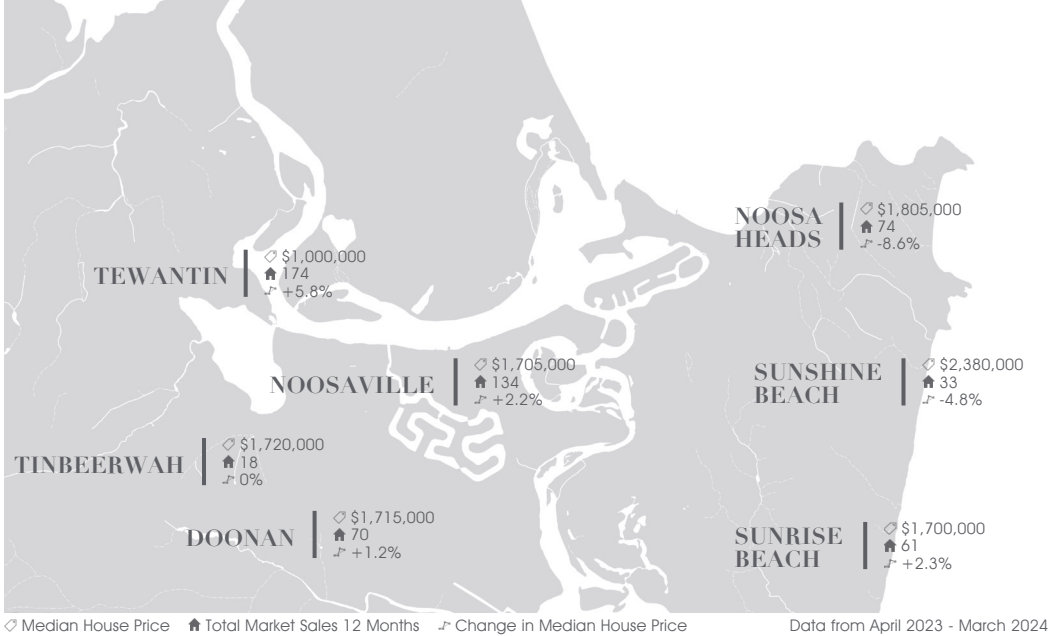 NOOSA
HEADS
$1,805,000
74
-8.6%
TEWANTIN
$1,000,000
174
+5.8%
NOOSAVILLE
$1,705,000
134
+2.2%
SUNSHINE
BEACH
$2,380,000
33
-4.8%
TINBEERWAH
$1,720,000
18
0%
DOONAN
$1,715,000
70
+1.2%
SUNRISE
BEACH
$1,700,000
61
+2.3%
Median House Price Total Market Sales 12 Months Change in Median House Price Data from April 2023 - March 2024